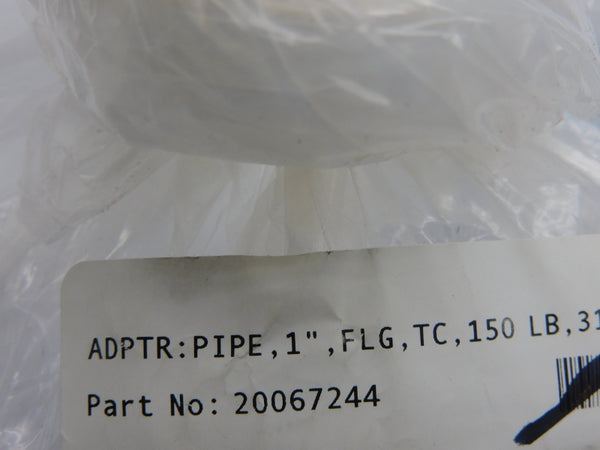 ADPTR:PIPE,1",FLG,TC,150 LB,31
Part No: 20067244